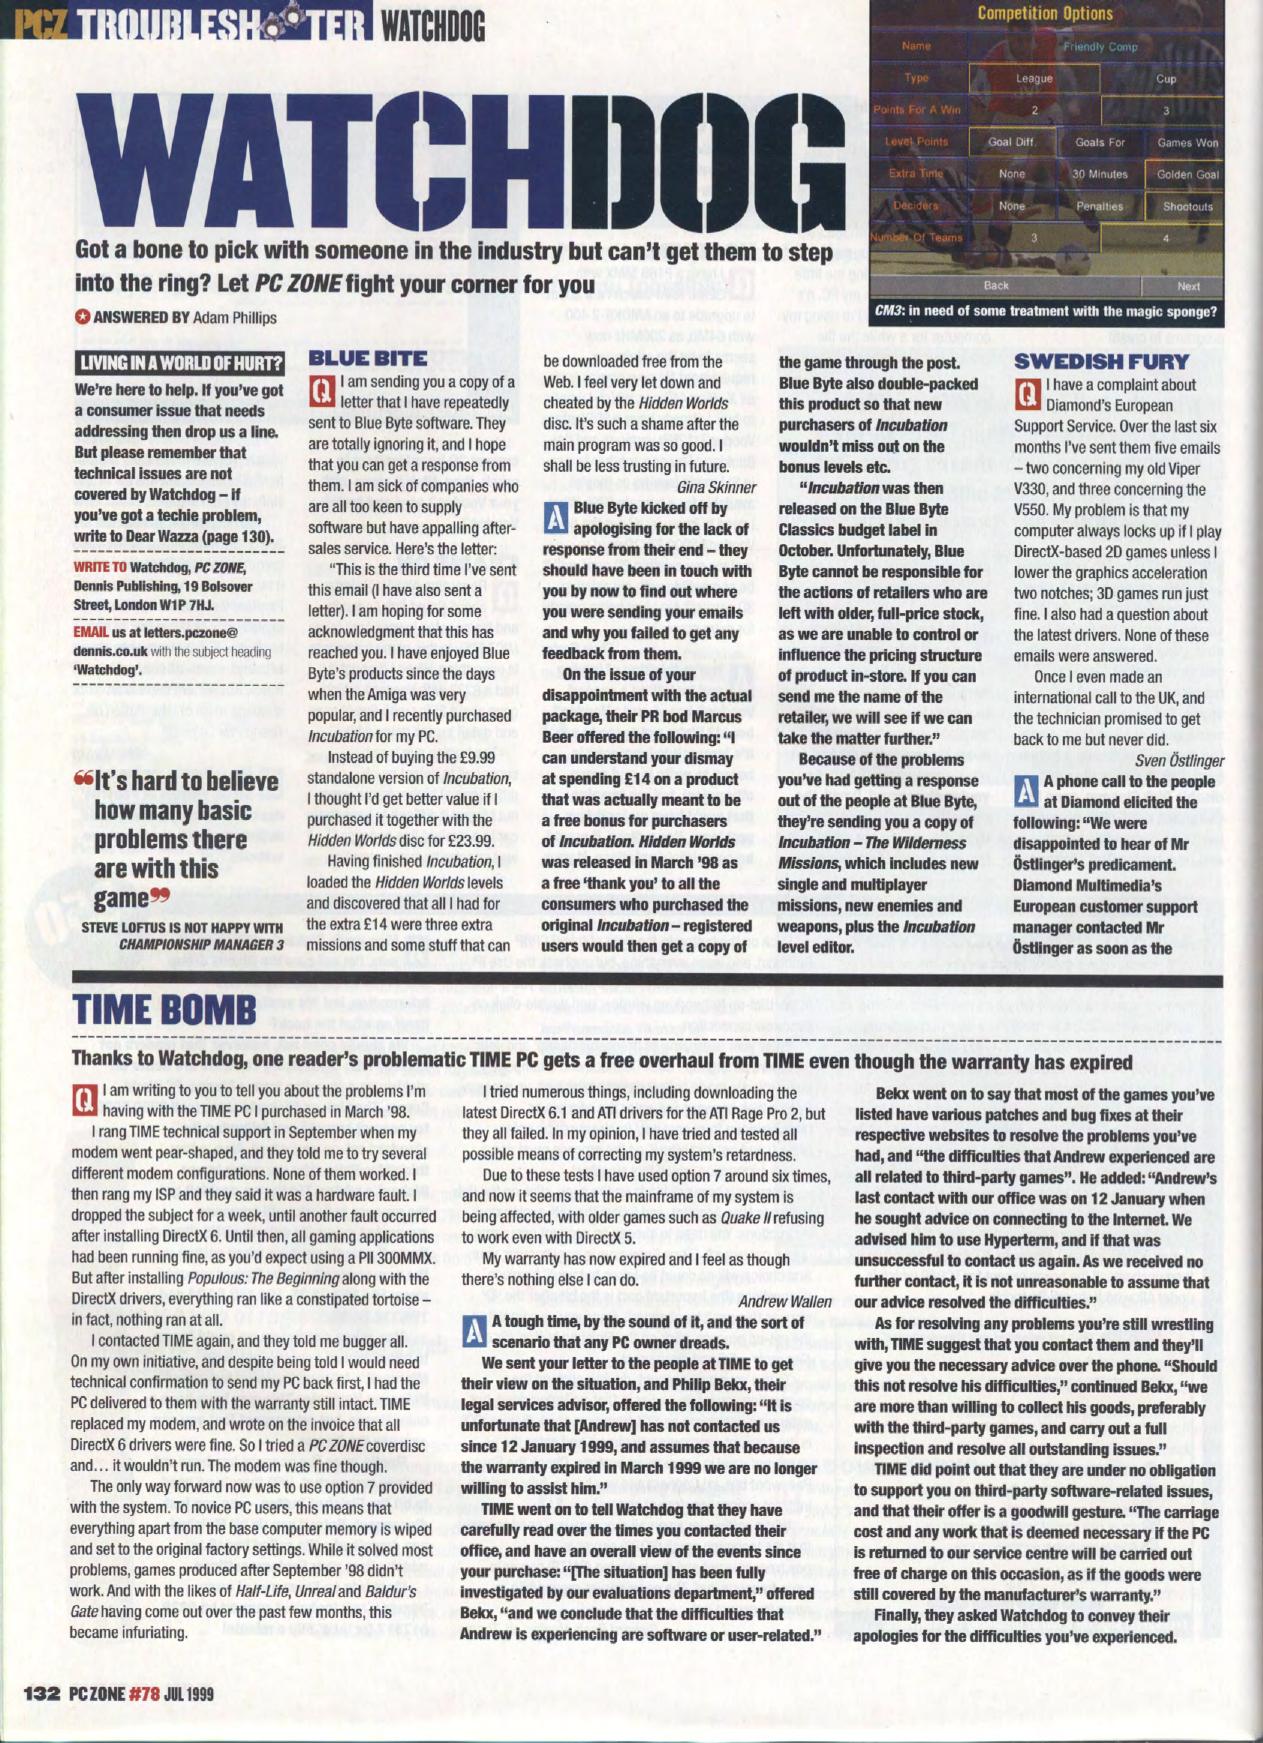 PCZ TROUBLESHOOTER WATCHDOG
Competition Options
Name Friendly Comp
Type League Cup
Points For A Win 2 3
Level Points Goal Diff. Goals For Games Won
Extra Time None 30 Minutes Golden Goal
Deciders None Penalties Shootouts
Number Of Teams 3 4
Back Next
CM3: in need of some treatment with the magic sponge?
WATCHDOG
Got a bone to pick with someone in the industry but can't get them to step
into the ring? Let PC ZONE fight your corner for you
ANSWERED BY Adam Phillips
LIVING IN A WORLD OF HURT?
We're here to help. If you've got
a consumer issue that needs
addressing then drop us a line.
But please remember that
technical issues are not
covered by Watchdog – if
you've got a techie problem,
write to Dear Wazza (page 130).
WRITE TO Watchdog, PC ZONE,
Dennis Publishing, 19 Bolsover
Street, London W1P 7HJ.
EMAIL us at letters.pczone@
dennis.co.uk with the subject heading
'Watchdog'.
“It's hard to believe
how many basic
problems there
are with this
game”
STEVE LOFTUS IS NOT HAPPY WITH
CHAMPIONSHIP MANAGER 3
BLUE BITE
Q I am sending you a copy of a
letter that I have repeatedly
sent to Blue Byte software. They
are totally ignoring it, and I hope
that you can get a response from
them. I am sick of companies who
are all too keen to supply
software but have appalling after-
sales service. Here's the letter:
“This is the third time I've sent
this email (I have also sent a
letter). I am hoping for some
acknowledgment that this has
reached you. I have enjoyed Blue
Byte's products since the days
when the Amiga was very
popular, and I recently purchased
Incubation for my PC.
Instead of buying the £9.99
standalone version of Incubation,
I thought I'd get better value if I
purchased it together with the
Hidden Worlds disc for £23.99.
Having finished Incubation, I
loaded the Hidden Worlds levels
and discovered that all I had for
the extra £14 were three extra
missions and some stuff that can
be downloaded free from the
Web. I feel very let down and
cheated by the Hidden Worlds
disc. It's such a shame after the
main program was so good. I
shall be less trusting in future.
Gina Skinner
A Blue Byte kicked off by
apologising for the lack of
response from their end – they
should have been in touch with
you by now to find out where
you were sending your emails
and why you failed to get any
feedback from them.
On the issue of your
disappointment with the actual
package, their PR bod Marcus
Beer offered the following: “I
can understand your dismay
at spending £14 on a product
that was actually meant to be
a free bonus for purchasers
of Incubation. Hidden Worlds
was released in March '98 as
a free 'thank you' to all the
consumers who purchased the
original Incubation – registered
users would then get a copy of
the game through the post.
Blue Byte also double-packed
this product so that new
purchasers of Incubation
wouldn't miss out on the
bonus levels etc.
“Incubation was then
released on the Blue Byte
Classics budget label in
October. Unfortunately, Blue
Byte cannot be responsible for
the actions of retailers who are
left with older, full-price stock,
as we are unable to control or
influence the pricing structure
of product in-store. If you can
send me the name of the
retailer, we will see if we can
take the matter further.”
Because of the problems
you've had getting a response
out of the people at Blue Byte,
they're sending you a copy of
Incubation – The Wilderness
Missions, which includes new
single and multiplayer
missions, new enemies and
weapons, plus the Incubation
level editor.
SWEDISH FURY
Q I have a complaint about
Diamond's European
Support Service. Over the last six
months I've sent them five emails
– two concerning my old Viper
V330, and three concerning the
V550. My problem is that my
computer always locks up if I play
DirectX-based 2D games unless I
lower the graphics acceleration
two notches; 3D games run just
fine. I also had a question about
the latest drivers. None of these
emails were answered.
Once I even made an
international call to the UK, and
the technician promised to get
back to me but never did.
Sven Östlinger
A A phone call to the people
at Diamond elicited the
following: “We were
disappointed to hear of Mr
Östlinger's predicament.
Diamond Multimedia's
European customer support
manager contacted Mr
Östlinger as soon as the
TIME BOMB
Thanks to Watchdog, one reader's problematic TIME PC gets a free overhaul from TIME even though the warranty has expired
Q I am writing to you to tell you about the problems I'm
having with the TIME PC I purchased in March '98.
I rang TIME technical support in September when my
modem went pear-shaped, and they told me to try several
different modem configurations. None of them worked. I
then rang my ISP and they said it was a hardware fault. I
dropped the subject for a week, until another fault occurred
after installing DirectX 6. Until then, all gaming applications
had been running fine, as you'd expect using a PII 300MMX.
But after installing Populous: The Beginning along with the
DirectX drivers, everything ran like a constipated tortoise –
in fact, nothing ran at all.
I contacted TIME again, and they told me bugger all.
On my own initiative, and despite being told I would need
technical confirmation to send my PC back first, I had the
PC delivered to them with the warranty still intact. TIME
replaced my modem, and wrote on the invoice that all
DirectX 6 drivers were fine. So I tried a PC ZONE coverdisc
and... it wouldn't run. The modem was fine though.
The only way forward now was to use option 7 provided
with the system. To novice PC users, this means that
everything apart from the base computer memory is wiped
and set to the original factory settings. While it solved most
problems, games produced after September '98 didn't
work. And with the likes of Half-Life, Unreal and Baldur's
Gate having come out over the past few months, this
became infuriating.
I tried numerous things, including downloading the
latest DirectX 6.1 and ATI drivers for the ATI Rage Pro 2, but
they all failed. In my opinion, I have tried and tested all
possible means of correcting my system's retardness.
Due to these tests I have used option 7 around six times,
and now it seems that the mainframe of my system is
being affected, with older games such as Quake II refusing
to work even with DirectX 5.
My warranty has now expired and I feel as though
there's nothing else I can do.
Andrew Wallen
A A tough time, by the sound of it, and the sort of
scenario that any PC owner dreads.
We sent your letter to the people at TIME to get
their view on the situation, and Philip Bekx, their
legal services advisor, offered the following: “It is
unfortunate that [Andrew] has not contacted us
since 12 January 1999, and assumes that because
the warranty expired in March 1999 we are no longer
willing to assist him.”
TIME went on to tell Watchdog that they have
carefully read over the times you contacted their
office, and have an overall view of the events since
your purchase: “[The situation] has been fully
investigated by our evaluations department,” offered
Bekx, “and we conclude that the difficulties that
Andrew is experiencing are software or user-related.”
Bekx went on to say that most of the games you've
listed have various patches and bug fixes at their
respective websites to resolve the problems you've
had, and “the difficulties that Andrew experienced are
all related to third-party games”. He added: “Andrew's
last contact with our office was on 12 January when
he sought advice on connecting to the Internet. We
advised him to use Hyperterm, and if that was
unsuccessful to contact us again. As we received no
further contact, it is not unreasonable to assume that
our advice resolved the difficulties.”
As for resolving any problems you're still wrestling
with, TIME suggest that you contact them and they'll
give you the necessary advice over the phone. “Should
this not resolve his difficulties,” continued Bekx, “we
are more than willing to collect his goods, preferably
with the third-party games, and carry out a full
inspection and resolve all outstanding issues.”
TIME did point out that they are under no obligation
to support you on third-party software-related issues,
and that their offer is a goodwill gesture. “The carriage
cost and any work that is deemed necessary if the PC
is returned to our service centre will be carried out
free of charge on this occasion, as if the goods were
still covered by the manufacturer's warranty.”
Finally, they asked Watchdog to convey their
apologies for the difficulties you've experienced.
132 PC ZONE #78 JUL 1999